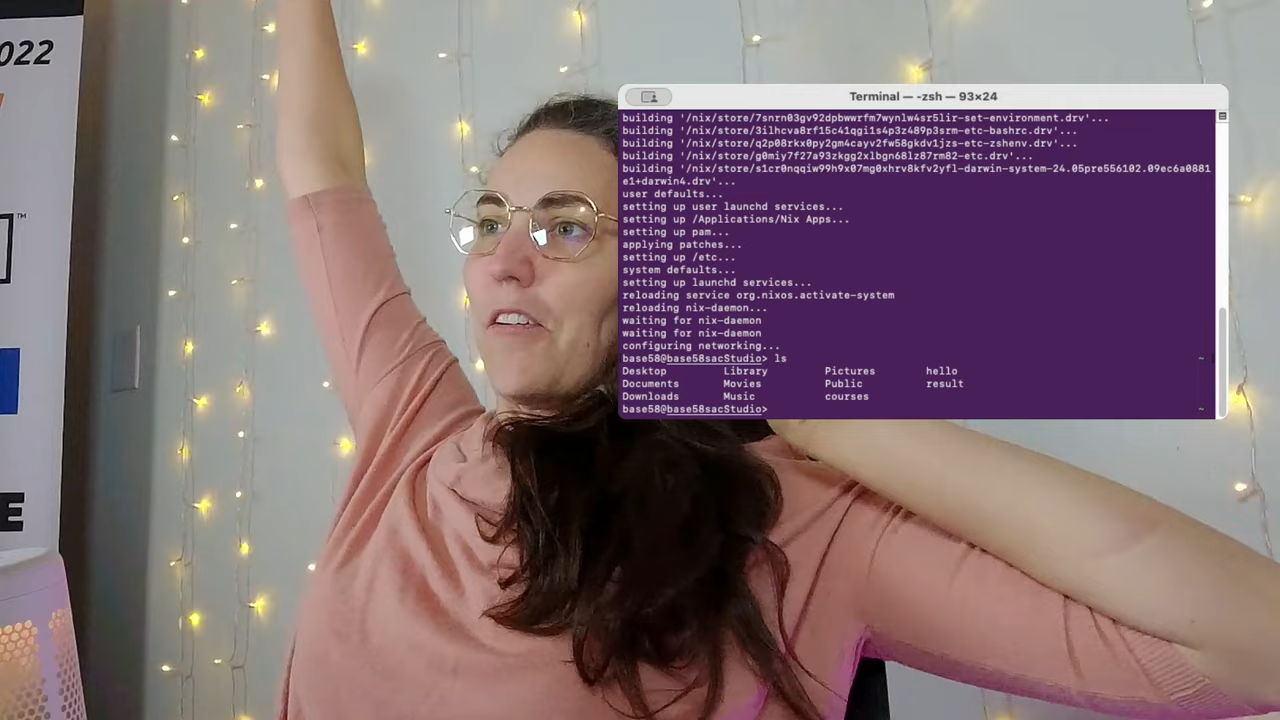 022
™
E
Terminal — -zsh — 93×24
building '/nix/store/7snrn03gv92dpbwwrfm7wynlw4sr5lir-set-environment.drv'...
building '/nix/store/3ilhcva8rf15c41qgi1s4p3z489p3srm-etc-bashrc.drv'...
building '/nix/store/q2p08rkx0py2gm4cayv2fw58gkdv1jzs-etc-zshenv.drv'...
building '/nix/store/g0miy7f27a93zkgg2xlbgn68lz87rm82-etc.drv'...
building '/nix/store/s1cr0nqqiw99h9x07mg0xhrv8kfv2yfl-darwin-system-24.05pre556102.09ec6a0881
e1+darwin4.drv'...
user defaults...
setting up user launchd services...
setting up /Applications/Nix Apps...
setting up pam...
applying patches...
setting up /etc...
system defaults...
setting up launchd services...
reloading service org.nixos.activate-system
reloading nix-daemon...
waiting for nix-daemon
waiting for nix-daemon
configuring networking...
base58@base58sacStudio> ls ~
Desktop Library Pictures hello
Documents Movies Public result
Downloads Music courses
base58@base58sacStudio> ~